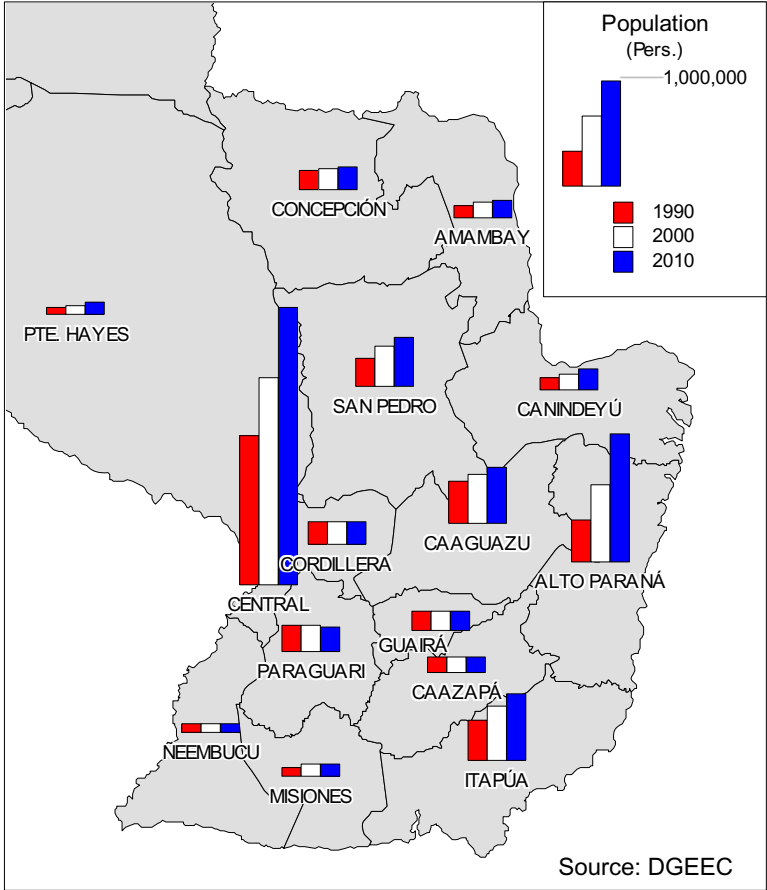 Population
(Pers.)
1,000,000
1990
2000
2010
CONCEPCIÓN
AMAMBAY
PTE. HAYES
SAN PEDRO
CANINDEYÚ
CAAGUAZU
CORDILLERA
ALTO PARANÁ
CENTRAL
GUAIRÁ
PARAGUARI
CAAZAPÁ
ÑEEMBUCU
ITAPÚA
MISIONES
Source: DGEEC